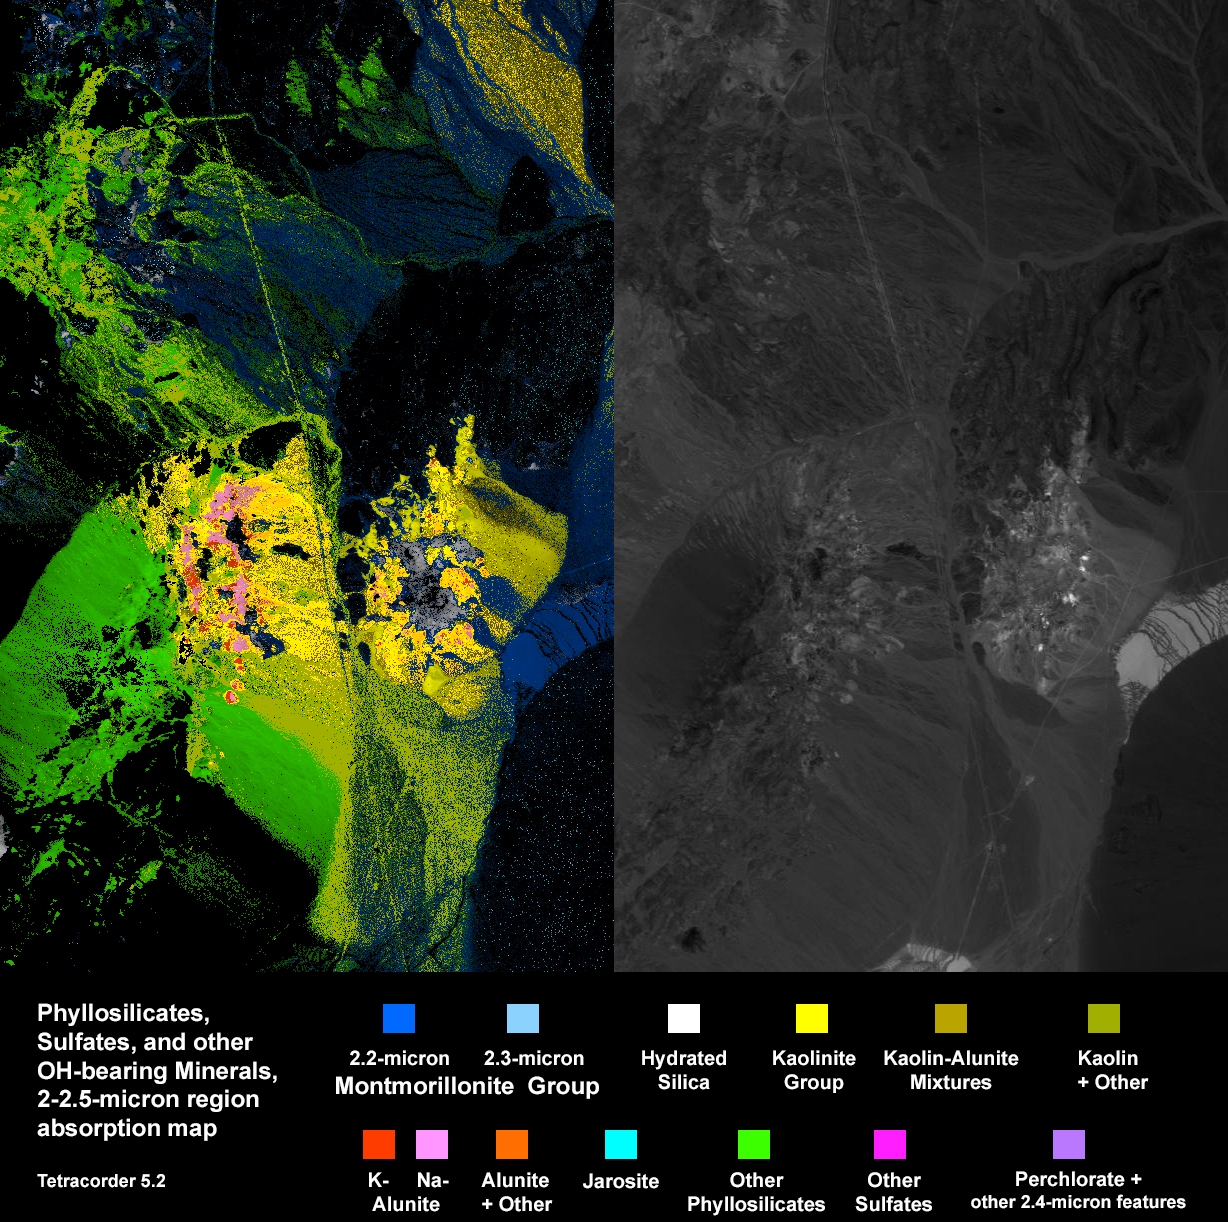 Phyllosilicates,
Sulfates, and other
OH-bearing Minerals,
2-2.5-micron region
absorption map
Tetracorder 5.2
2.2-micron 2.3-micron
Montmorillonite Group
Hydrated
Silica
Kaolinite
Group
Kaolin-Alunite
Mixtures
Kaolin
+ Other
K- Na-
Alunite
Alunite
+ Other
Jarosite
Other
Phyllosilicates
Other
Sulfates
Perchlorate +
other 2.4-micron features